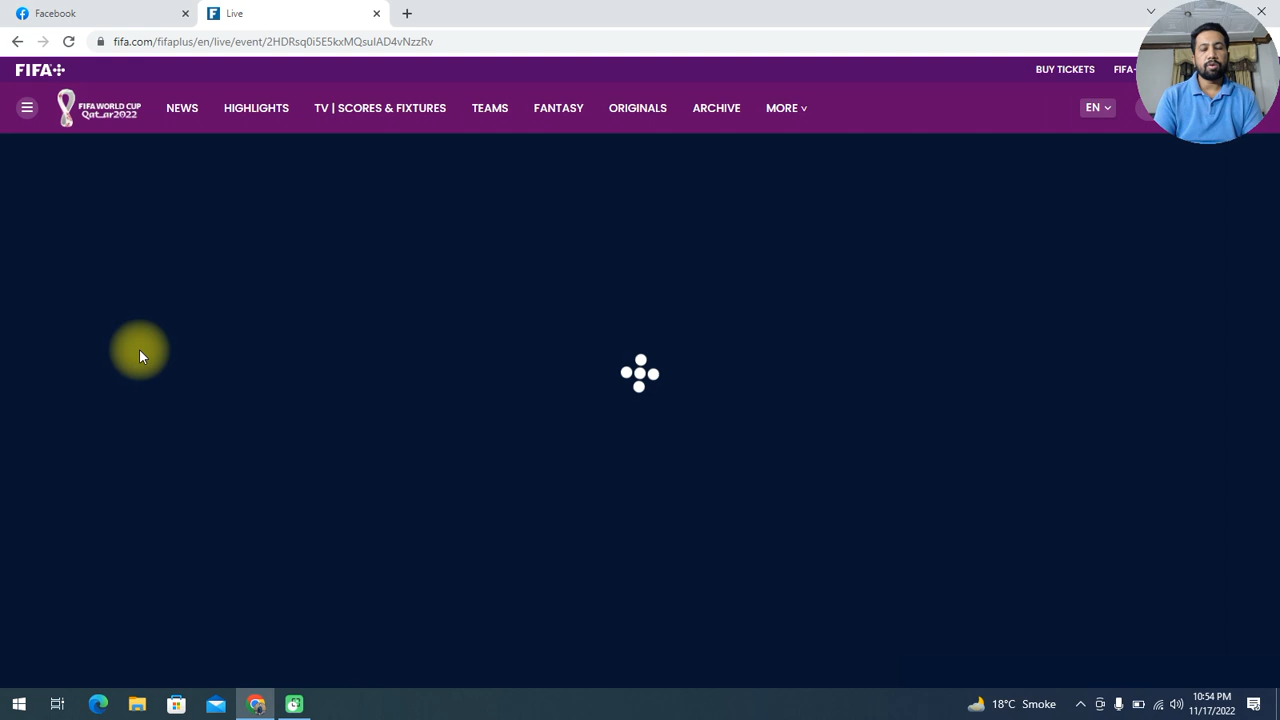 Facebook
Live
fifa.com/fifaplus/en/live/event/2HDRsq0i5E5kxMQsuIAD4vNzzRv
FIFA+
BUY TICKETS
FIFA
FIFA WORLD CUP
Qatar2022
NEWS
HIGHLIGHTS
TV | SCORES & FIXTURES
TEAMS
FANTASY
ORIGINALS
ARCHIVE
MORE
EN
18°C Smoke
10:54 PM
11/17/2022